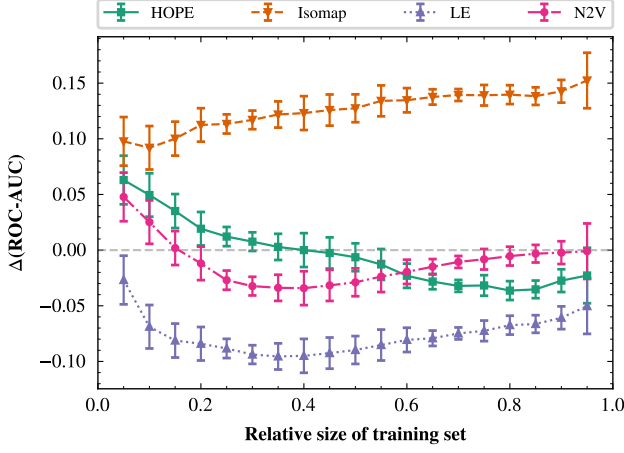 HOPE Isomap LE N2V
0.15
0.10
0.05
0.00
−0.05
−0.10
Δ(ROC-AUC)
0.0 0.2 0.4 0.6 0.8 1.0
Relative size of training set